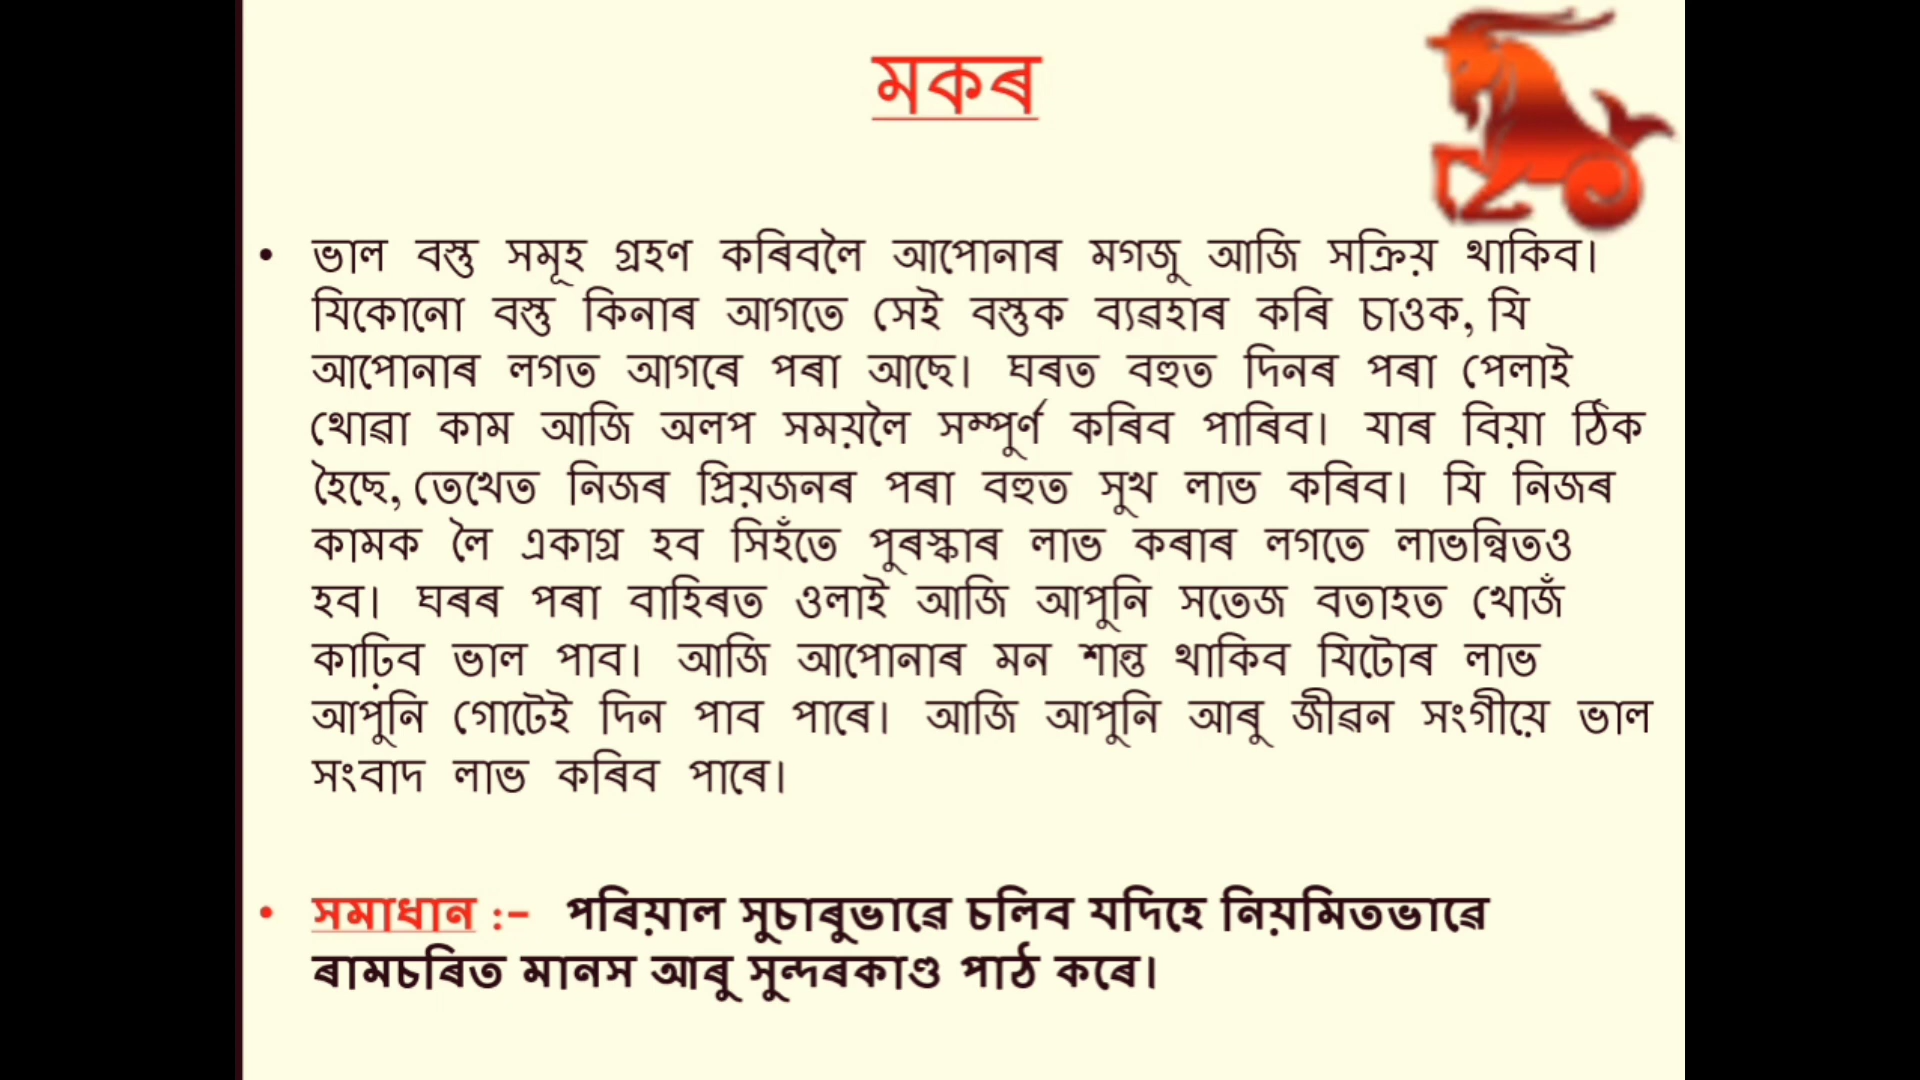 মকৰ
• ভাল বস্তু সমূহ গ্ৰহণ কৰিবলৈ আপোনাৰ মগজু আজি সক্ৰিয় থাকিব।
যিকোনো বস্তু কিনাৰ আগতে সেই বস্তুক ব্যৱহাৰ কৰি চাওক, যি
আপোনাৰ লগত আগৰে পৰা আছে। ঘৰত বহুত দিনৰ পৰা পেলাই
থোৱা কাম আজি অলপ সময়লৈ সম্পুৰ্ণ কৰিব পাৰিব। যাৰ বিয়া ঠিক
হৈছে, তেখেত নিজৰ প্ৰিয়জনৰ পৰা বহুত সুখ লাভ কৰিব। যি নিজৰ
কামক লৈ একাগ্ৰ হব সিহঁতে পুৰস্কাৰ লাভ কৰাৰ লগতে লাভন্বিতও
হব। ঘৰৰ পৰা বাহিৰত ওলাই আজি আপুনি সতেজ বতাহত খোজঁ
কাঢ়িব ভাল পাব। আজি আপোনাৰ মন শান্ত থাকিব যিটোৰ লাভ
আপুনি গোটেই দিন পাব পাৰে। আজি আপুনি আৰু জীৱন সংগীয়ে ভাল
সংবাদ লাভ কৰিব পাৰে।
• সমাধান :– পৰিয়াল সুচাৰুভাৱে চলিব যদিহে নিয়মিতভাৱে
ৰামচৰিত মানস আৰু সুন্দৰকাণ্ড পাঠ কৰে।